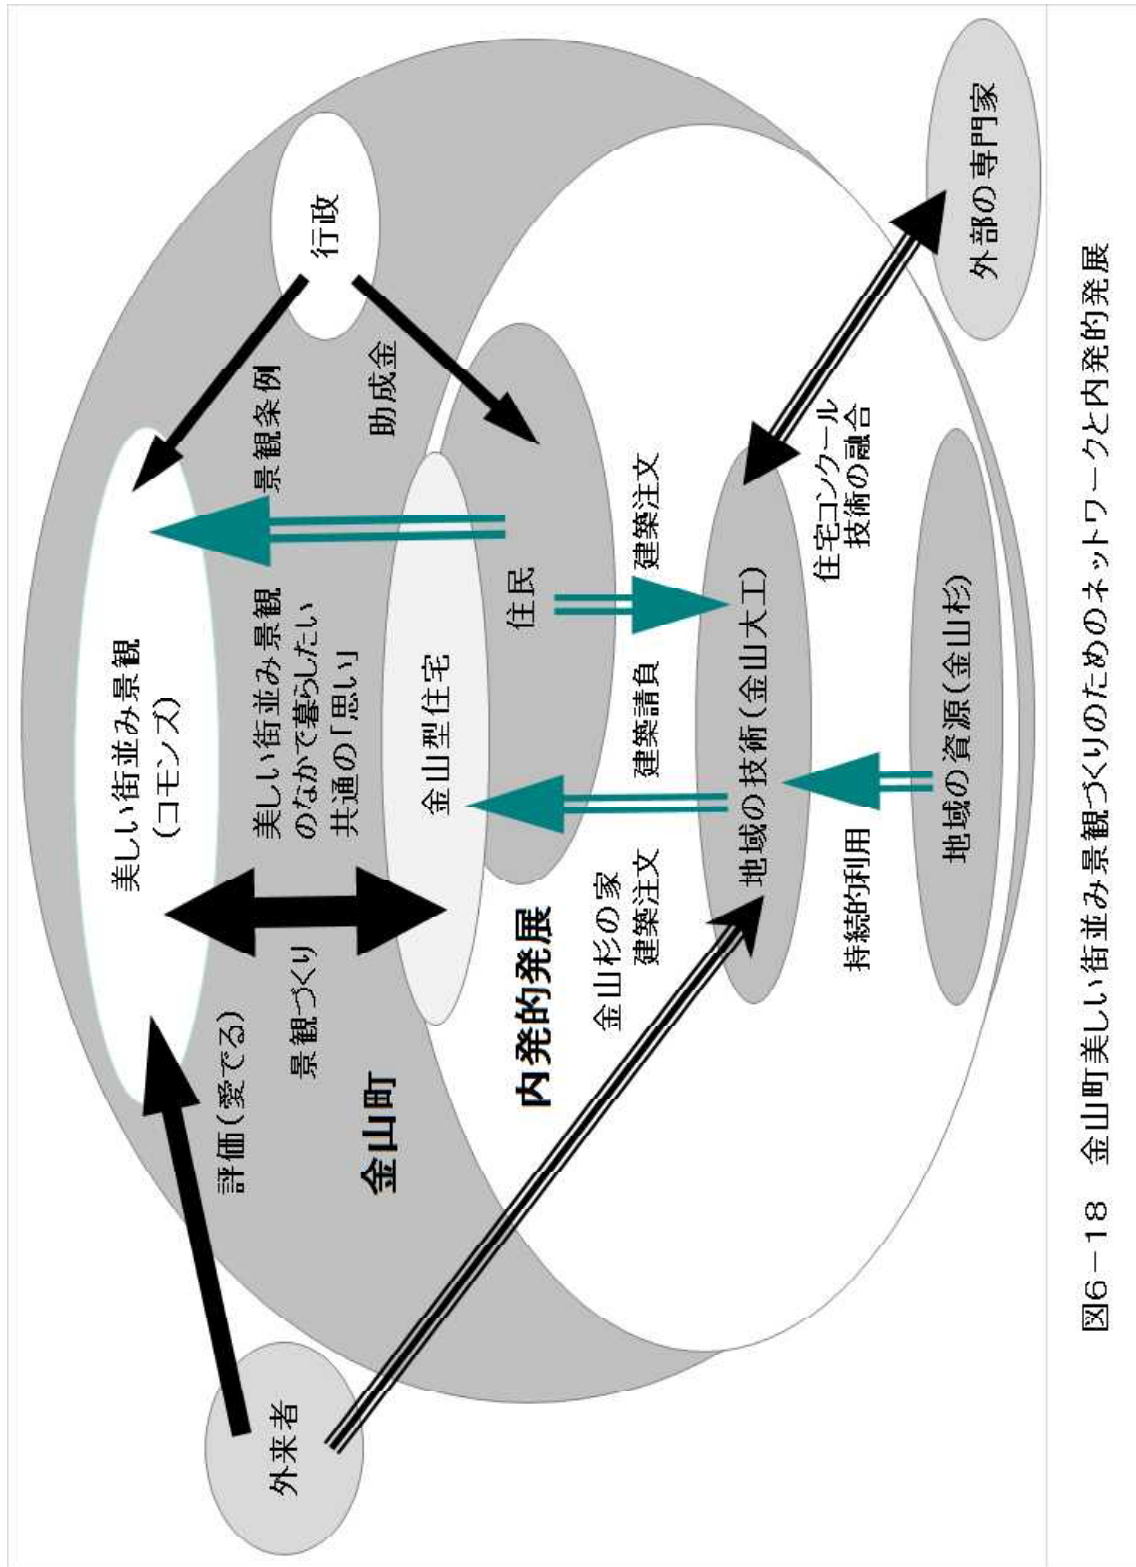 美しい街並み景観
(コモンズ)
行政
景観条例
助成金
評価(愛でる)
景観づくり
美しい街並み景観
のなかで暮らしたい
共通の「思い」
金山町
金山型住宅
住民
外来者
内発的発展
金山杉の家
建築注文
建築請負
建築注文
地域の技術(金山大工)
住宅コンクール
技術の融合
外部の専門家
持続的利用
地域の資源(金山杉)
図6-18 金山町美しい街並み景観づくりのためのネットワークと内発的発展